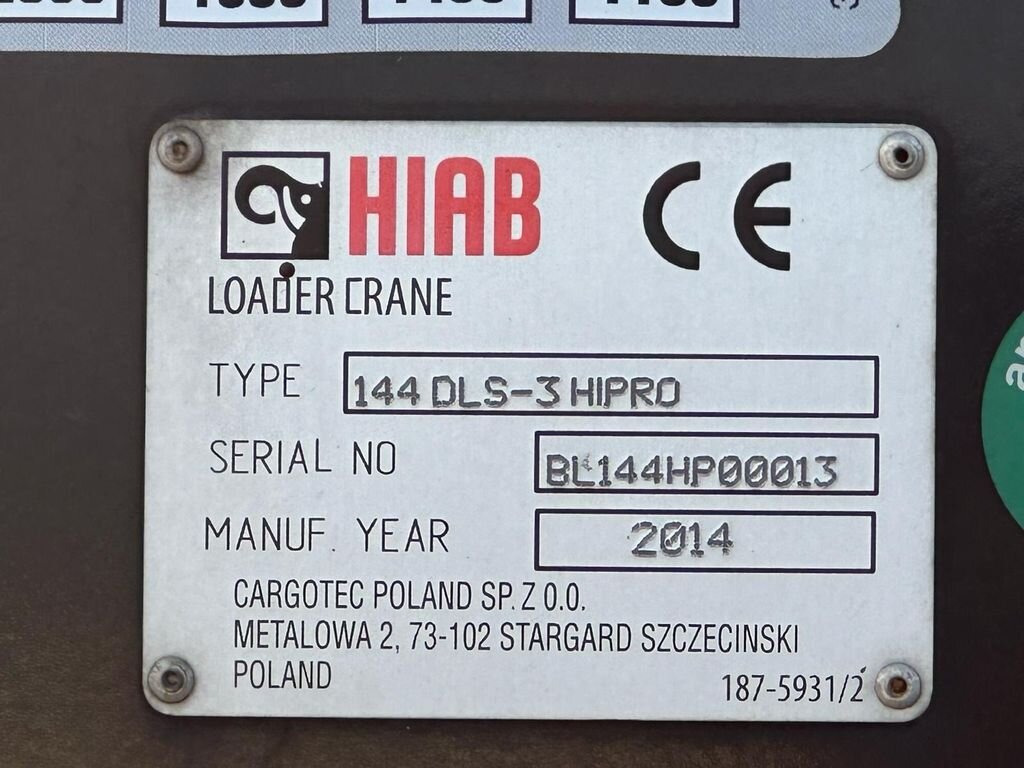 HIAB CE
LOADER CRANE
TYPE 144 DLS-3 HIPRO
SERIAL NO BL144HP00013
MANUF. YEAR 2014
CARGOTEC POLAND SP. Z O.O.
METALOWA 2, 73-102 STARGARD SZCZECINSKI
POLAND
187-5931/2